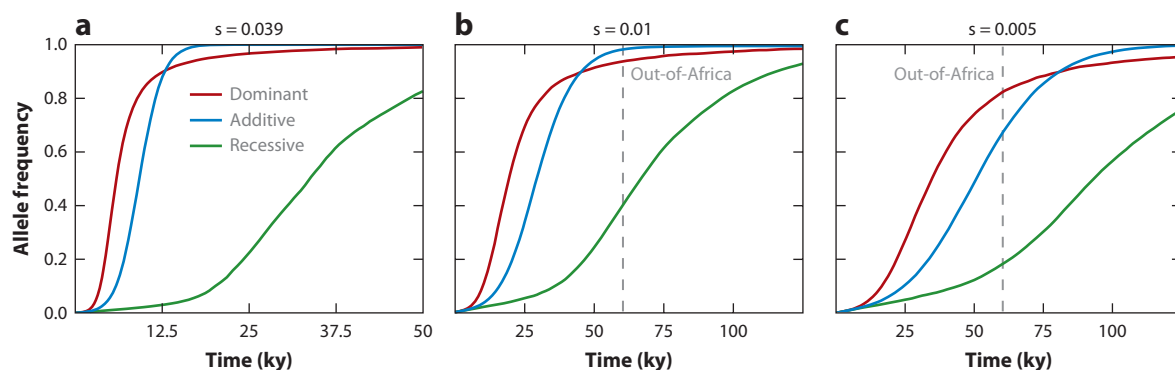 a
s = 0.039
Allele frequency
1.0
0.8
0.6
0.4
0.2
0.0
Dominant
Additive
Recessive
12.5
25
37.5
50
Time (ky)
b
s = 0.01
Out-of-Africa
25
50
75
100
Time (ky)
c
s = 0.005
Out-of-Africa
25
50
75
100
Time (ky)